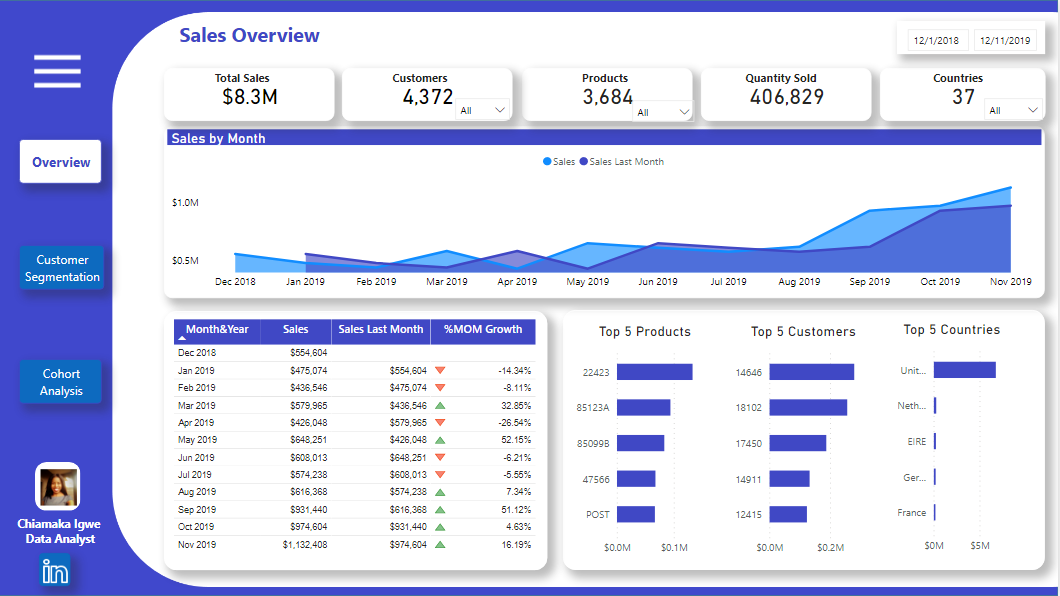 Sales Overview
12/1/2018 12/11/2019
Total Sales
$8.3M
Customers
4,372
All
Products
3,684
All
Quantity Sold
406,829
Countries
37
All
Overview
Customer
Segmentation
Cohort
Analysis
Chiamaka Igwe
Data Analyst
in
Sales by Month
Sales Sales Last Month
$1.0M
$0.5M
Dec 2018 Jan 2019 Feb 2019 Mar 2019 Apr 2019 May 2019 Jun 2019 Jul 2019 Aug 2019 Sep 2019 Oct 2019 Nov 2019
Month&Year Sales Sales Last Month %MOM Growth
Dec 2018 $554,604
Jan 2019 $475,074 $554,604 -14.34%
Feb 2019 $436,546 $475,074 -8.11%
Mar 2019 $579,965 $436,546 32.85%
Apr 2019 $426,048 $579,965 -26.54%
May 2019 $648,251 $426,048 52.15%
Jun 2019 $608,013 $648,251 -6.21%
Jul 2019 $574,238 $608,013 -5.55%
Aug 2019 $616,368 $574,238 7.34%
Sep 2019 $931,440 $616,368 51.12%
Oct 2019 $974,604 $931,440 4.63%
Nov 2019 $1,132,408 $974,604 16.19%
Top 5 Products
22423
85123A
85099B
47566
POST
$0.0M $0.1M
Top 5 Customers
14646
18102
17450
14911
12415
$0.0M $0.2M
Top 5 Countries
Unit...
Neth...
EIRE
Ger...
France
$0M $5M